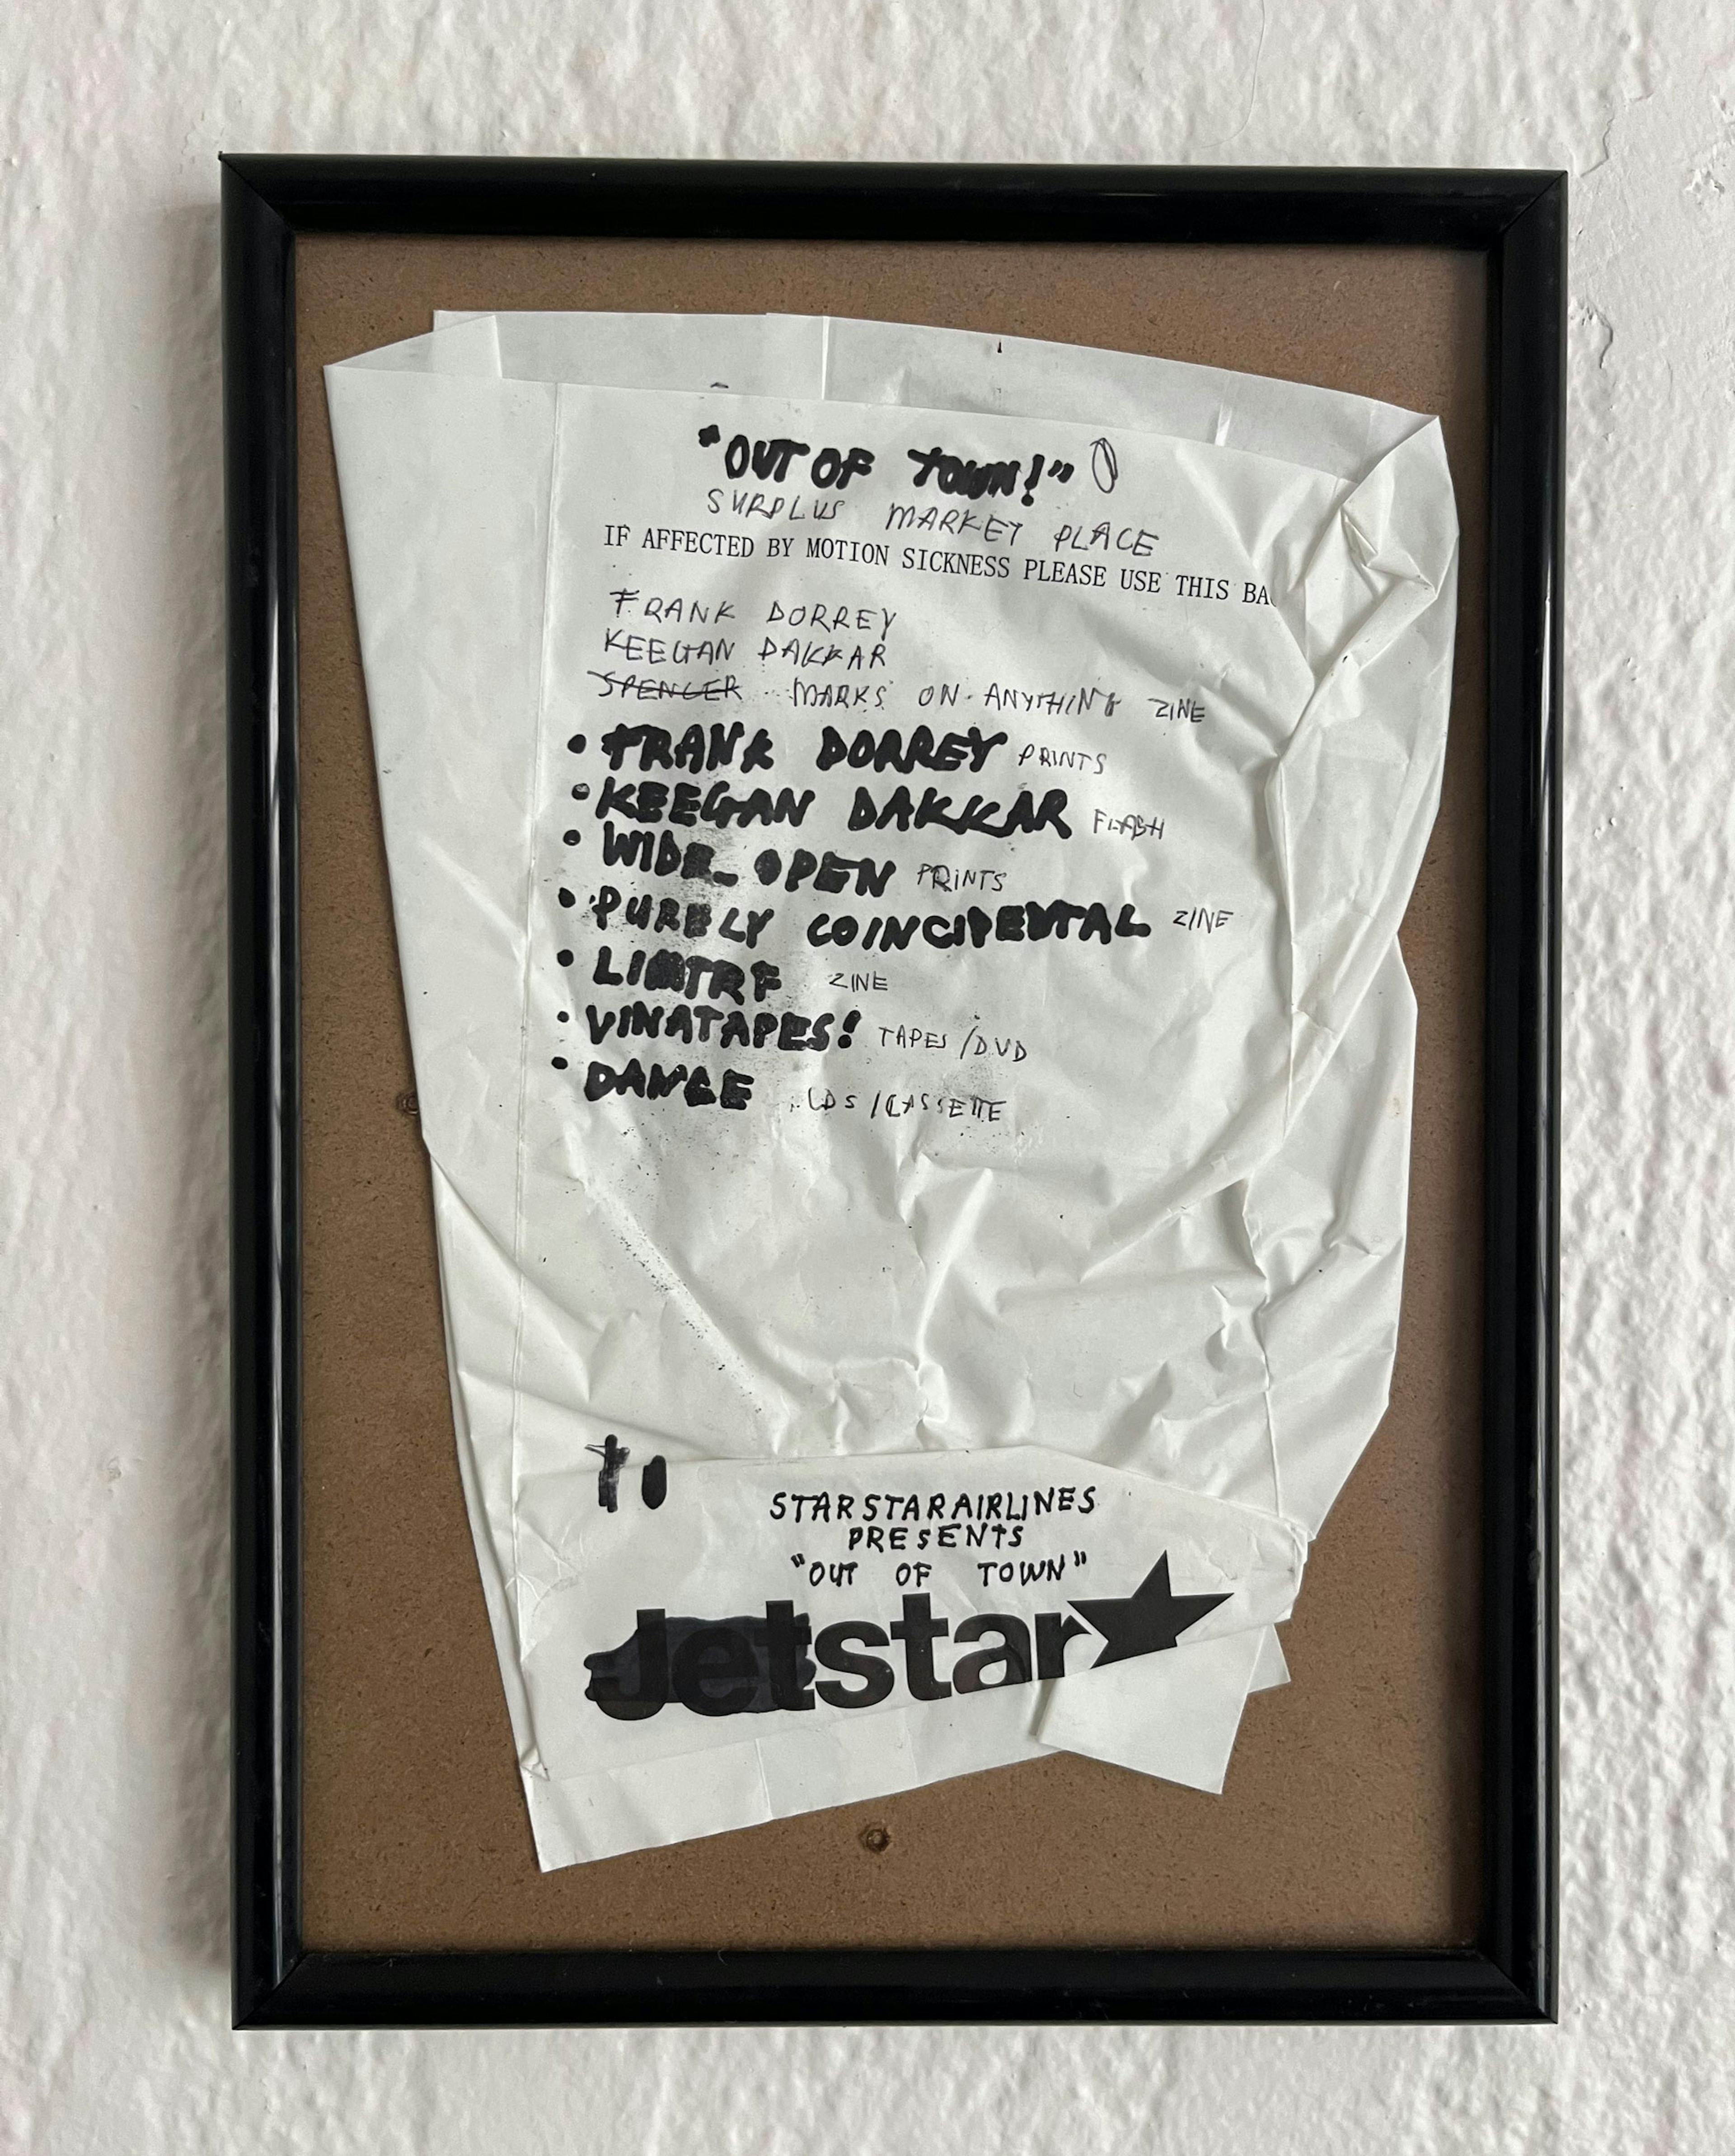 "OUT OF TOWN!"
SURPLUS MARKET PLACE
IF AFFECTED BY MOTION SICKNESS PLEASE USE THIS BA
FRANK DORREY
KEEGAN DAKKAR
SPENCER MARKS ON ANYTHING ZINE
• FRANK DORREY PRINTS
• KEEGAN DAKKAR FLASH
• WIDE_OPEN PRINTS
• PURELY COINCIDENTAL ZINE
• ZINE
• VINATAPES! TAPES/DVD
• DANCE CDS/CASSETTE
STARSTARAIRLINES
PRESENTS
"OUT OF TOWN"
Jetstar★